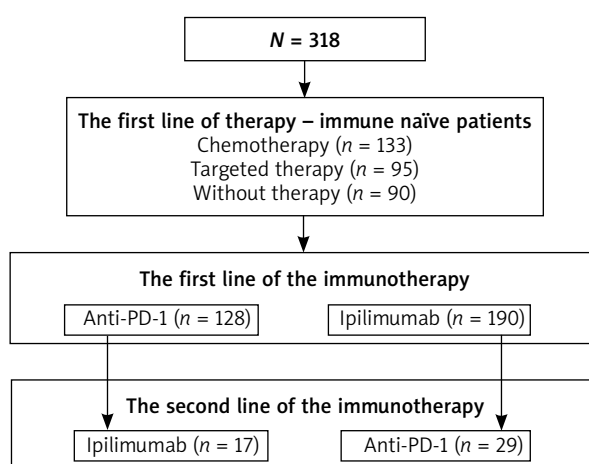 N = 318
The first line of therapy – immune naïve patients
Chemotherapy (n = 133)
Targeted therapy (n = 95)
Without therapy (n = 90)
The first line of the immunotherapy
Anti-PD-1 (n = 128)
Ipilimumab (n = 190)
The second line of the immunotherapy
Ipilimumab (n = 17)
Anti-PD-1 (n = 29)